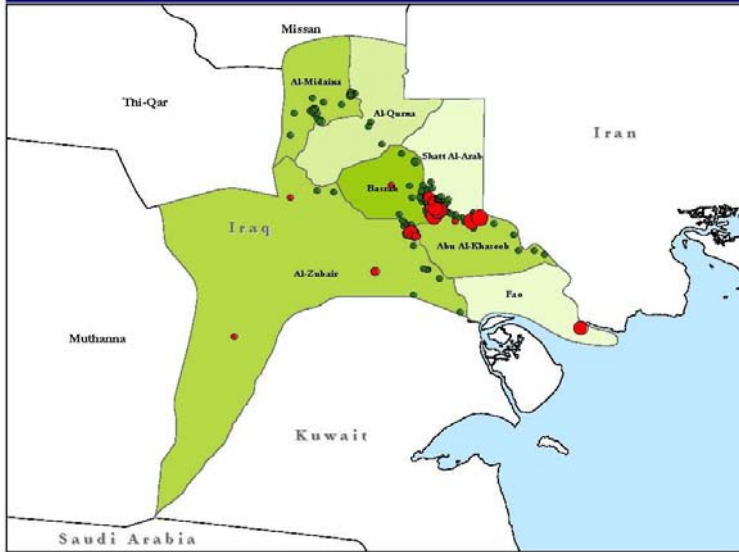 Missan
Al-Midaina
Thi-Qar
Al-Qurna
Iran
Shatt Al-Arab
Basrah
Iraq
Abu Al-Khaseeb
Al-Zubair
Fao
Muthanna
Kuwait
Saudi Arabia